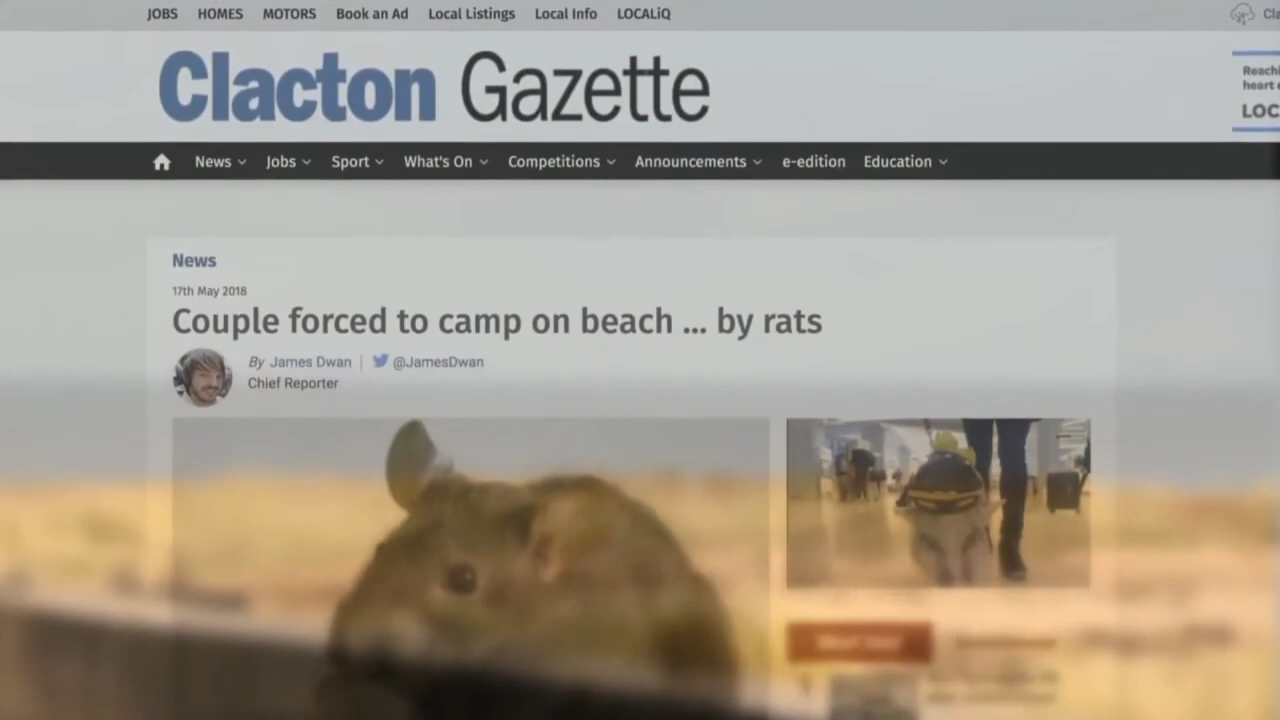 JOBS HOMES MOTORS Book an Ad Local Listings Local Info LOCALiQ
Clacton Gazette
heart
LOC
News Jobs Sport What's On Competitions Announcements e-edition Education
News
17th May 2018
Couple forced to camp on beach ... by rats
By James Dwan | @JamesDwan
Chief Reporter